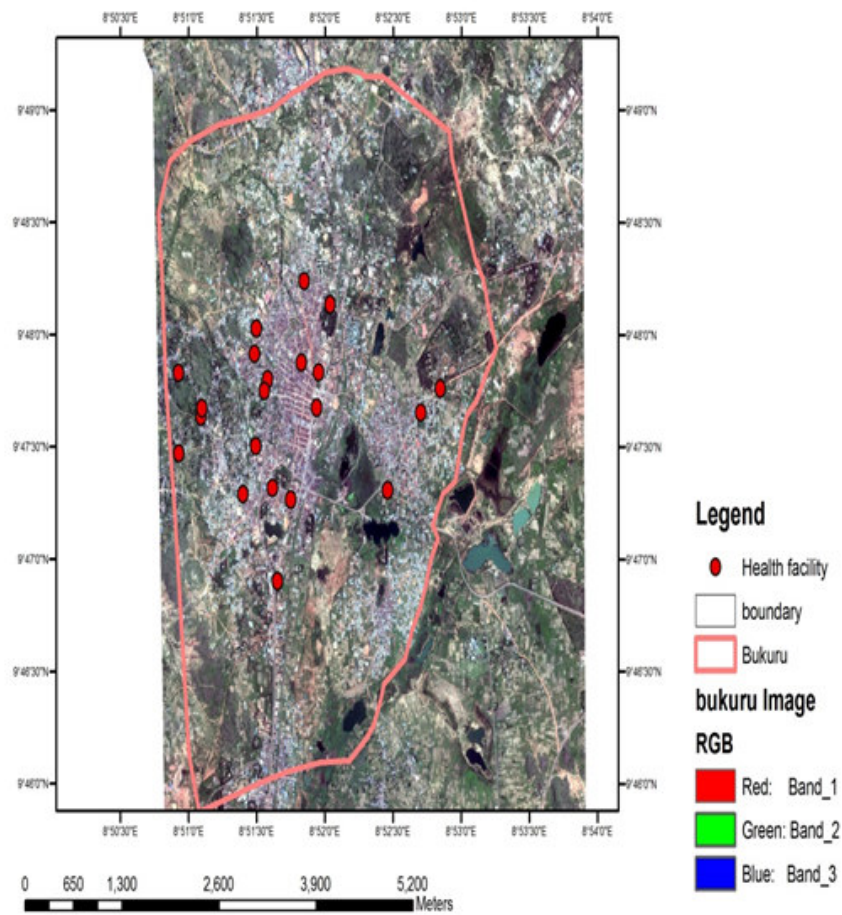 8°50'30"E 8°51'0"E 8°51'30"E 8°52'0"E 8°52'30"E 8°53'0"E 8°53'30"E 8°54'0"E
9°49'0"N 9°49'0"N
9°48'30"N 9°48'30"N
9°48'0"N 9°48'0"N
9°47'30"N 9°47'30"N
9°47'0"N 9°47'0"N
9°46'30"N 9°46'30"N
9°46'0"N 9°46'0"N
8°50'30"E 8°51'0"E 8°51'30"E 8°52'0"E 8°52'30"E 8°53'0"E 8°53'30"E 8°54'0"E
0 650 1,300 2,600 3,900 5,200
Meters
Legend
Health facility
boundary
Bukuru
bukuru Image
RGB
Red: Band_1
Green: Band_2
Blue: Band_3